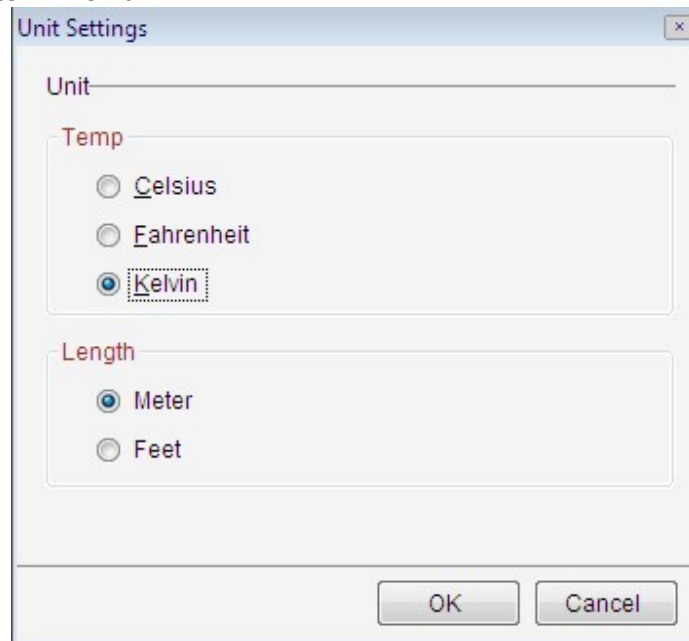 Unit Settings
Unit
Temp
Celsius
Fahrenheit
Kelvin
Length
Meter
Feet
OK Cancel